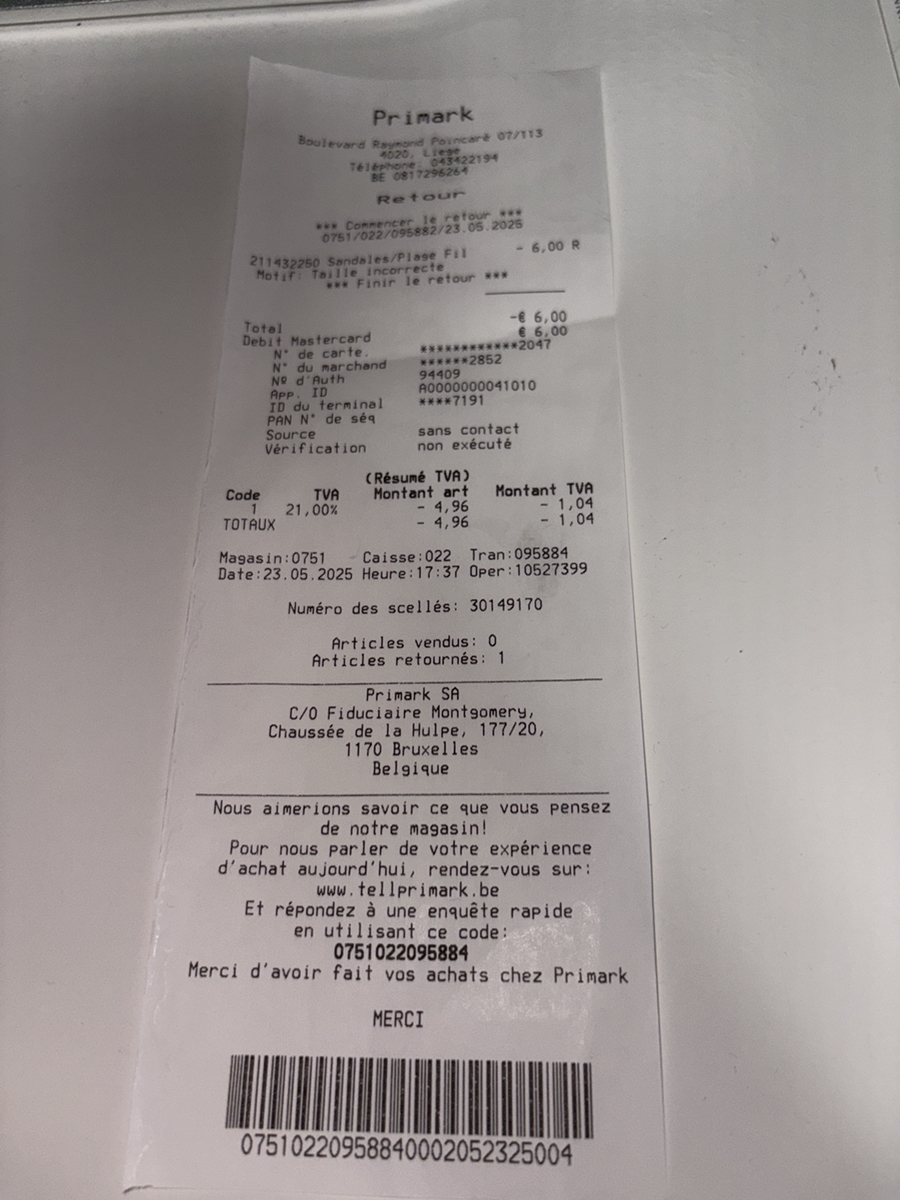 Primark
Boulevard Raymond Poincaré 07/113
4020, Liege
Téléphone: 043422194
BE 0817296264
Retour
*** Commencer le retour ***
0751/022/095882/23.05.2025
211432250 Sandales/Plage Fil - 6,00 R
Motif: Taille incorrecte
*** Finir le retour ***
Total -€ 6,00
Debit Mastercard € 6,00
N° de carte. ************2047
N° du marchand ******2852
Nº d'Auth 94409
App. ID A0000000041010
ID du terminal ****7191
PAN N° de séq
Source sans contact
Vérification non exécuté
(Résumé TVA)
Code TVA Montant art Montant TVA
1 21,00% - 4,96 - 1,04
TOTAUX - 4,96 - 1,04
Magasin:0751 Caisse:022 Tran:095884
Date:23.05.2025 Heure:17:37 Oper:10527399
Numéro des scellés: 30149170
Articles vendus: 0
Articles retournés: 1
Primark SA
C/O Fiduciaire Montgomery,
Chaussée de la Hulpe, 177/20,
1170 Bruxelles
Belgique
Nous aimerions savoir ce que vous pensez
de notre magasin!
Pour nous parler de votre expérience
d'achat aujourd'hui, rendez-vous sur:
www.tellprimark.be
Et répondez à une enquête rapide
en utilisant ce code:
0751022095884
Merci d'avoir fait vos achats chez Primark
MERCI
07510220958840002052325004